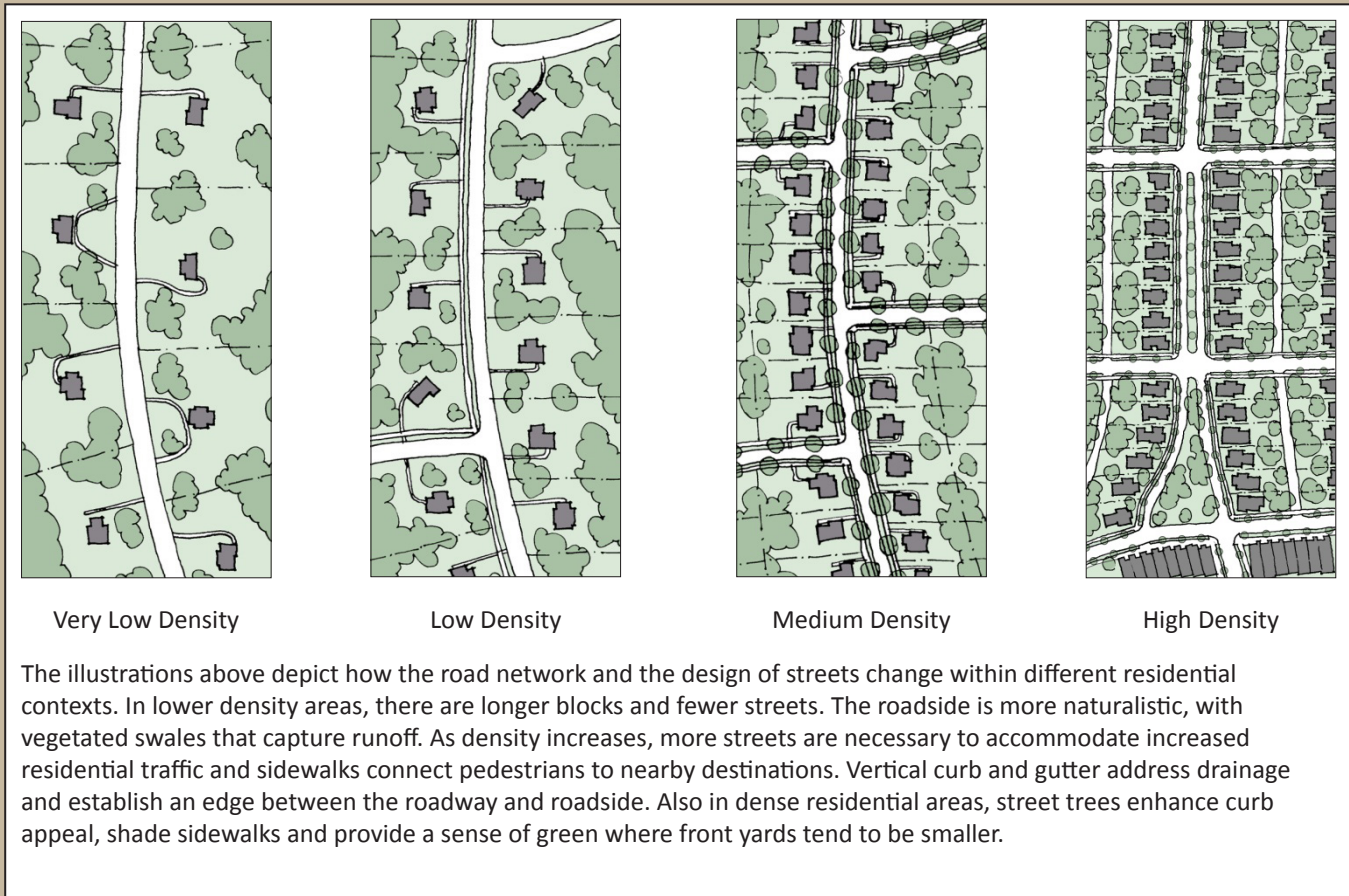 Very Low Density
Low Density
Medium Density
High Density
The illustrations above depict how the road network and the design of streets change within different residential
contexts. In lower density areas, there are longer blocks and fewer streets. The roadside is more naturalistic, with
vegetated swales that capture runoff. As density increases, more streets are necessary to accommodate increased
residential traffic and sidewalks connect pedestrians to nearby destinations. Vertical curb and gutter address drainage
and establish an edge between the roadway and roadside. Also in dense residential areas, street trees enhance curb
appeal, shade sidewalks and provide a sense of green where front yards tend to be smaller.